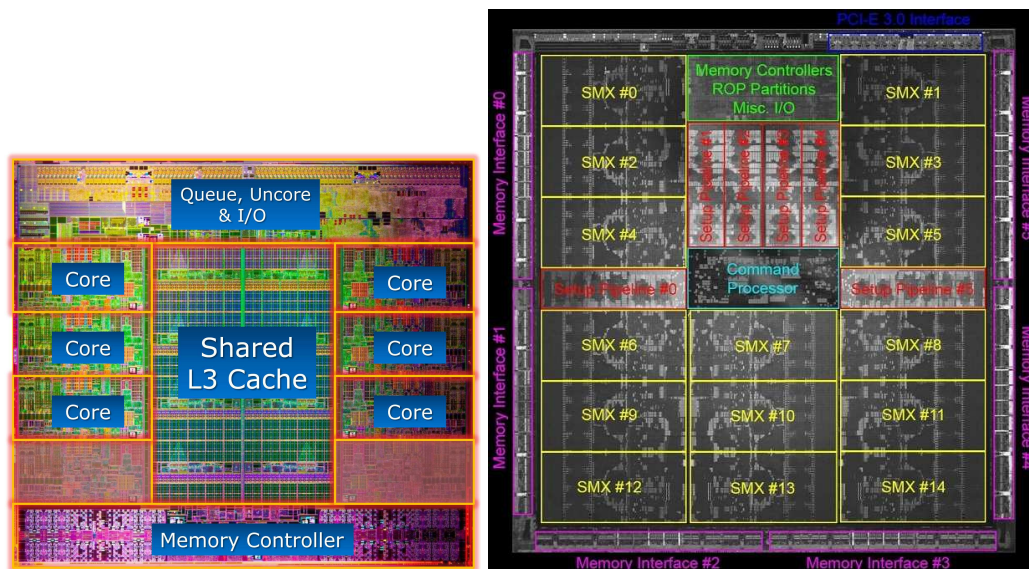 Queue, Uncore
& I/O
Core
Core
Core
Core
Core
Core
Shared
L3 Cache
Memory Controller
PCI-E 3.0 Interface
Memory Interface #0
SMX #0
Memory Controllers
ROP Partitions
Misc. I/O
SMX #1
SMX #2
Setup Pipeline #1
Setup Pipeline #2
Setup Pipeline #3
Setup Pipeline #4
SMX #3
Memory Interface #5
SMX #4
SMX #5
Setup Pipeline #0
Command
Processor
Setup Pipeline #5
Memory Interface #1
SMX #6
SMX #7
SMX #8
Memory Interface #4
SMX #9
SMX #10
SMX #11
SMX #12
SMX #13
SMX #14
Memory Interface #2
Memory Interface #3